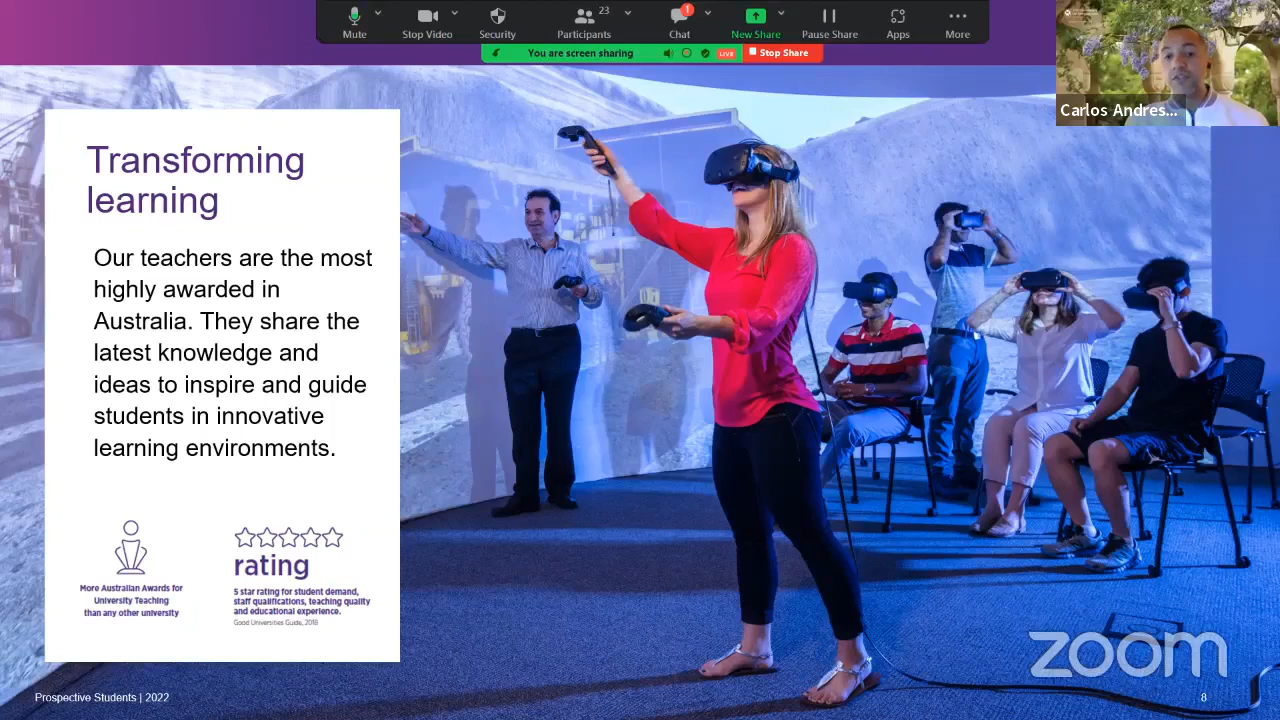 Mute
Stop Video
Security
23
Participants
1
Chat
New Share
Pause Share
Apps
More
You are screen sharing
LIVE
Stop Share
Carlos Andres...
Transforming
learning
Our teachers are the most
highly awarded in
Australia. They share the
latest knowledge and
ideas to inspire and guide
students in innovative
learning environments.
More Australian Awards for
University Teaching
than any other university
rating
5 star rating for student demand,
staff qualifications, teaching quality
and educational experience.
Good Universities Guide, 2018
zoom
Prospective Students | 2022
8